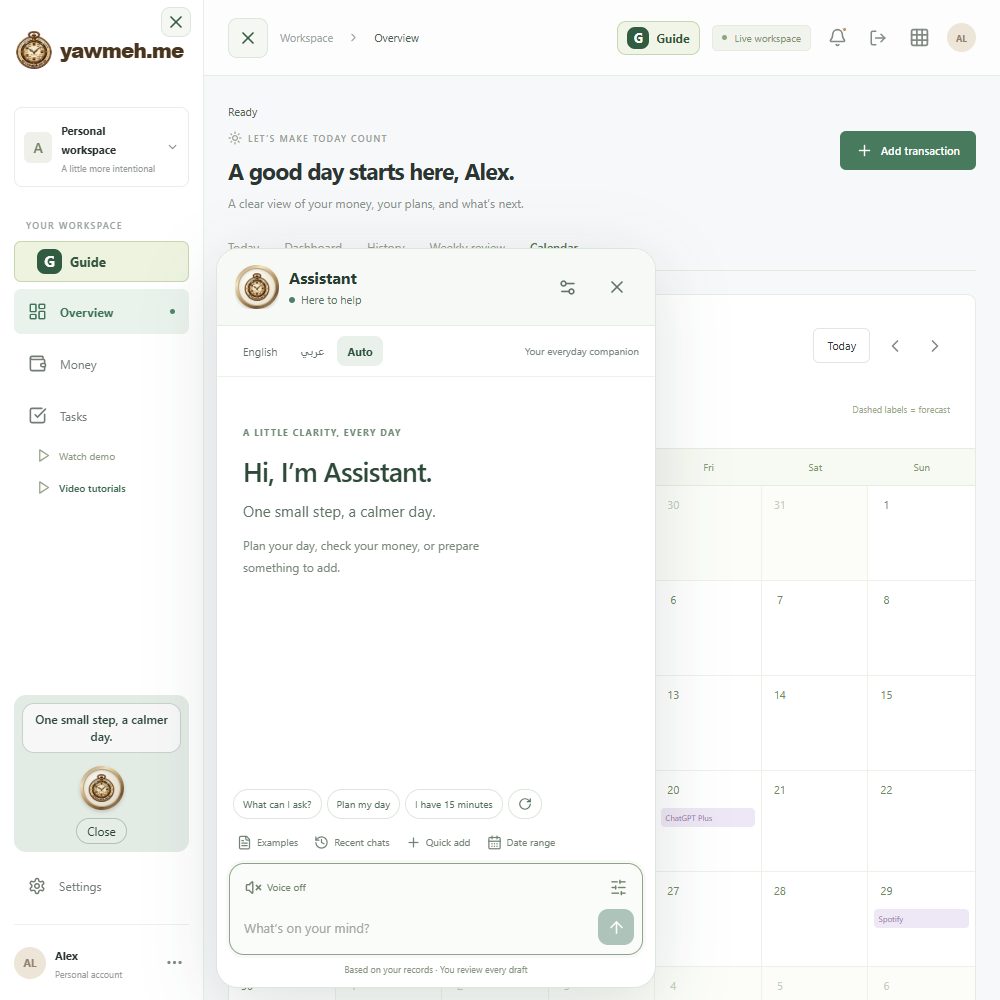 yawmeh.me
A
Personal workspace
A little more intentional
YOUR WORKSPACE
G Guide
Overview
Money
Tasks
Watch demo
Video tutorials
One small step, a calmer
day.
Close
Settings
AL
Alex
Personal account
Workspace
Overview
G Guide
Live workspace
AL
Ready
LET'S MAKE TODAY COUNT
A good day starts here, Alex.
A clear view of your money, your plans, and what's next.
Add transaction
Today Dashboard History Weekly review Calendar
Assistant
Here to help
English عربي Auto
Your everyday companion
A LITTLE CLARITY, EVERY DAY
Hi, I’m Assistant.
One small step, a calmer day.
Plan your day, check your money, or prepare
something to add.
What can I ask? Plan my day I have 15 minutes
Examples Recent chats Quick add Date range
Voice off
What's on your mind?
Based on your records · You review every draft
Today
Dashed labels = forecast
Fri Sat Sun
30 31 1
6 7 8
13 14 15
20 21 22
ChatGPT Plus
27 28 29
Spotify
4 5 6